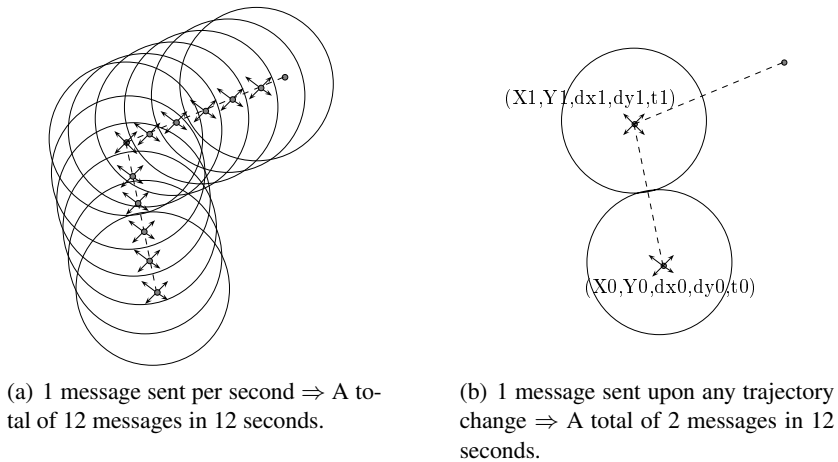 (X1,Y1,dx1,dy1,t1)
(X0,Y0,dx0,dy0,t0)
(a) 1 message sent per second ⇒ A to-
tal of 12 messages in 12 seconds.
(b) 1 message sent upon any trajectory
change ⇒ A total of 2 messages in 12
seconds.